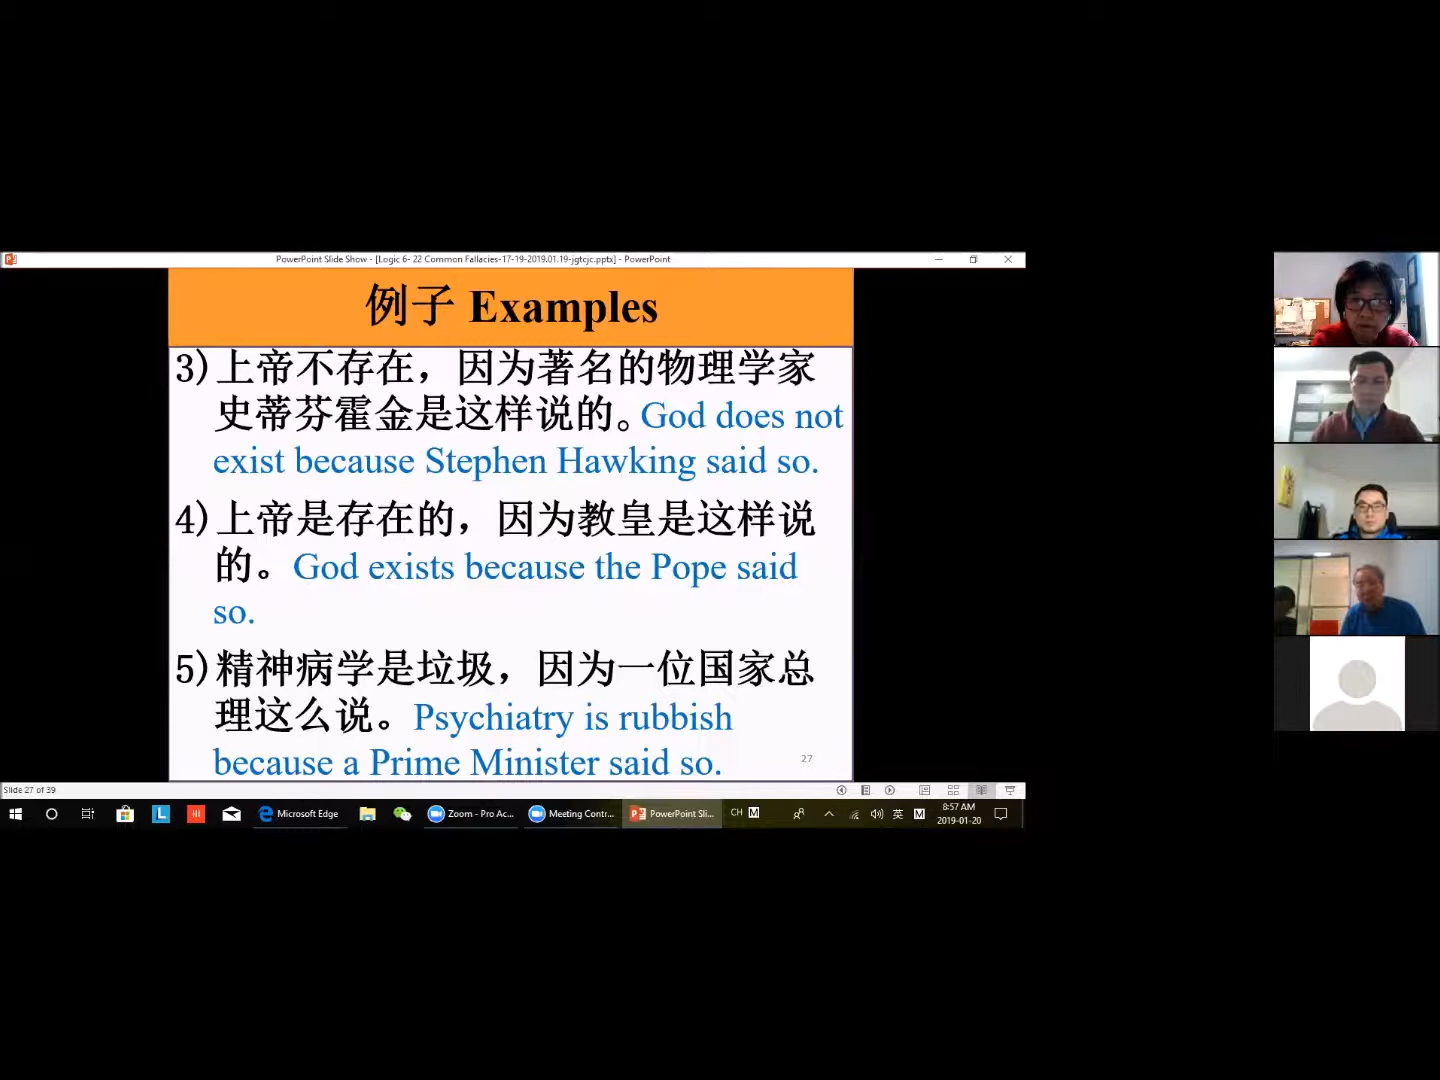 PowerPoint Slide Show - [Logic 6- 22 Common Fallacies-17-19-2019.01.19-jgtcjc.pptx] - PowerPoint
例子 Examples
3)上帝不存在，因为著名的物理学家
史蒂芬霍金是这样说的。God does not
exist because Stephen Hawking said so.
4)上帝是存在的，因为教皇是这样说
的。God exists because the Pope said
so.
5)精神病学是垃圾，因为一位国家总
理这么说。Psychiatry is rubbish
because a Prime Minister said so.
27
Slide 27 of 39
Microsoft Edge
Zoom - Pro Ac...
Meeting Contr...
PowerPoint Sli...
CH M
英 M
8:57 AM
2019-01-20